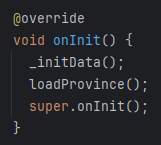 @override
void onInit() {
  _initData();
  loadProvince();
  super.onInit();
}